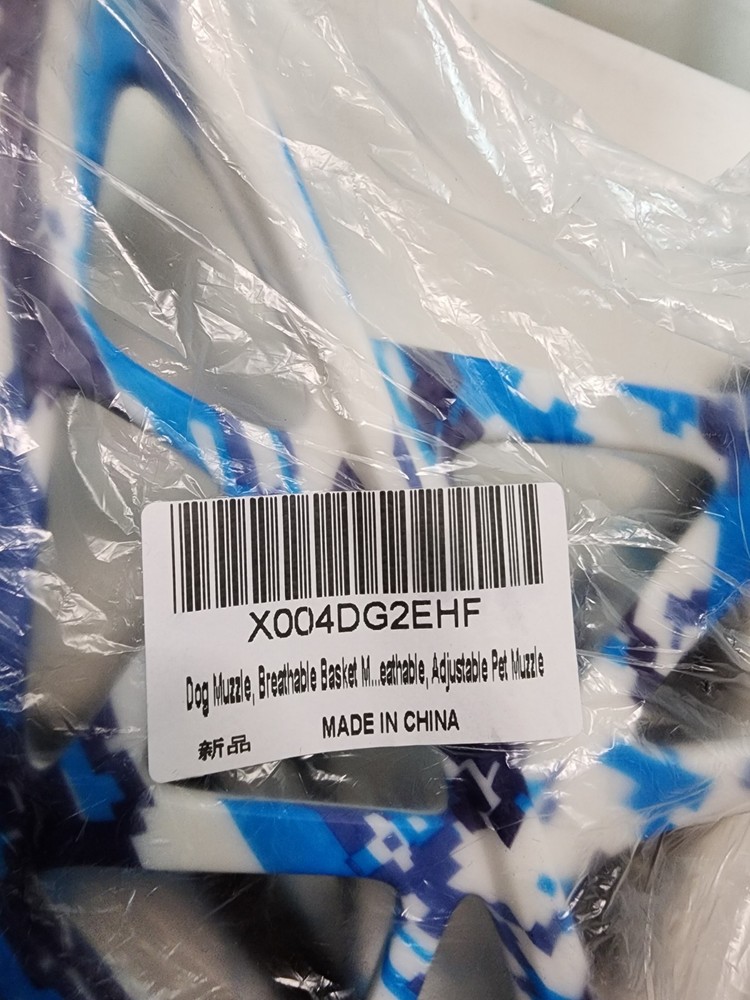 X004DG2EHF
Dog Muzzle, Breathable Basket M...eathable, Adjustable Pet Muzzle
MADE IN CHINA
新品